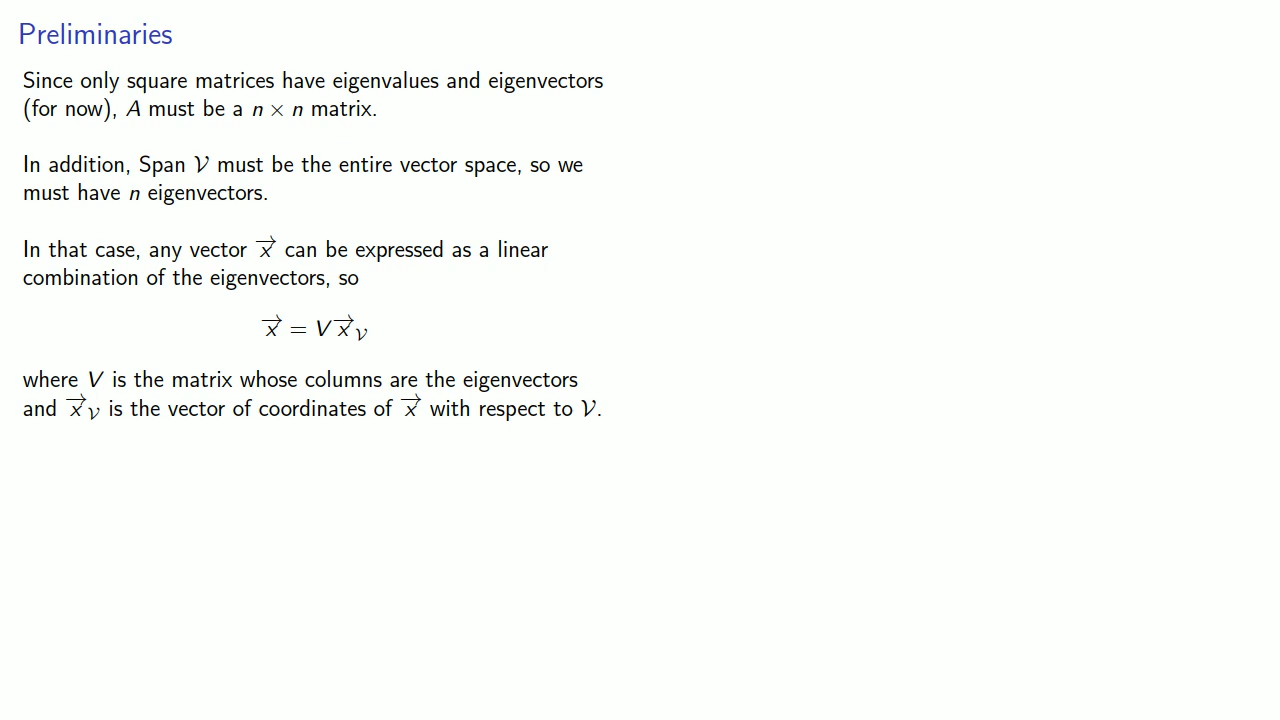 Preliminaries
Since only square matrices have eigenvalues and eigenvectors
(for now), A must be a n × n matrix.
In addition, Span 𝒱 must be the entire vector space, so we
must have n eigenvectors.
In that case, any vector x⃗ can be expressed as a linear
combination of the eigenvectors, so
x⃗ = V x⃗_𝒱
where V is the matrix whose columns are the eigenvectors
and x⃗_𝒱 is the vector of coordinates of x⃗ with respect to 𝒱.